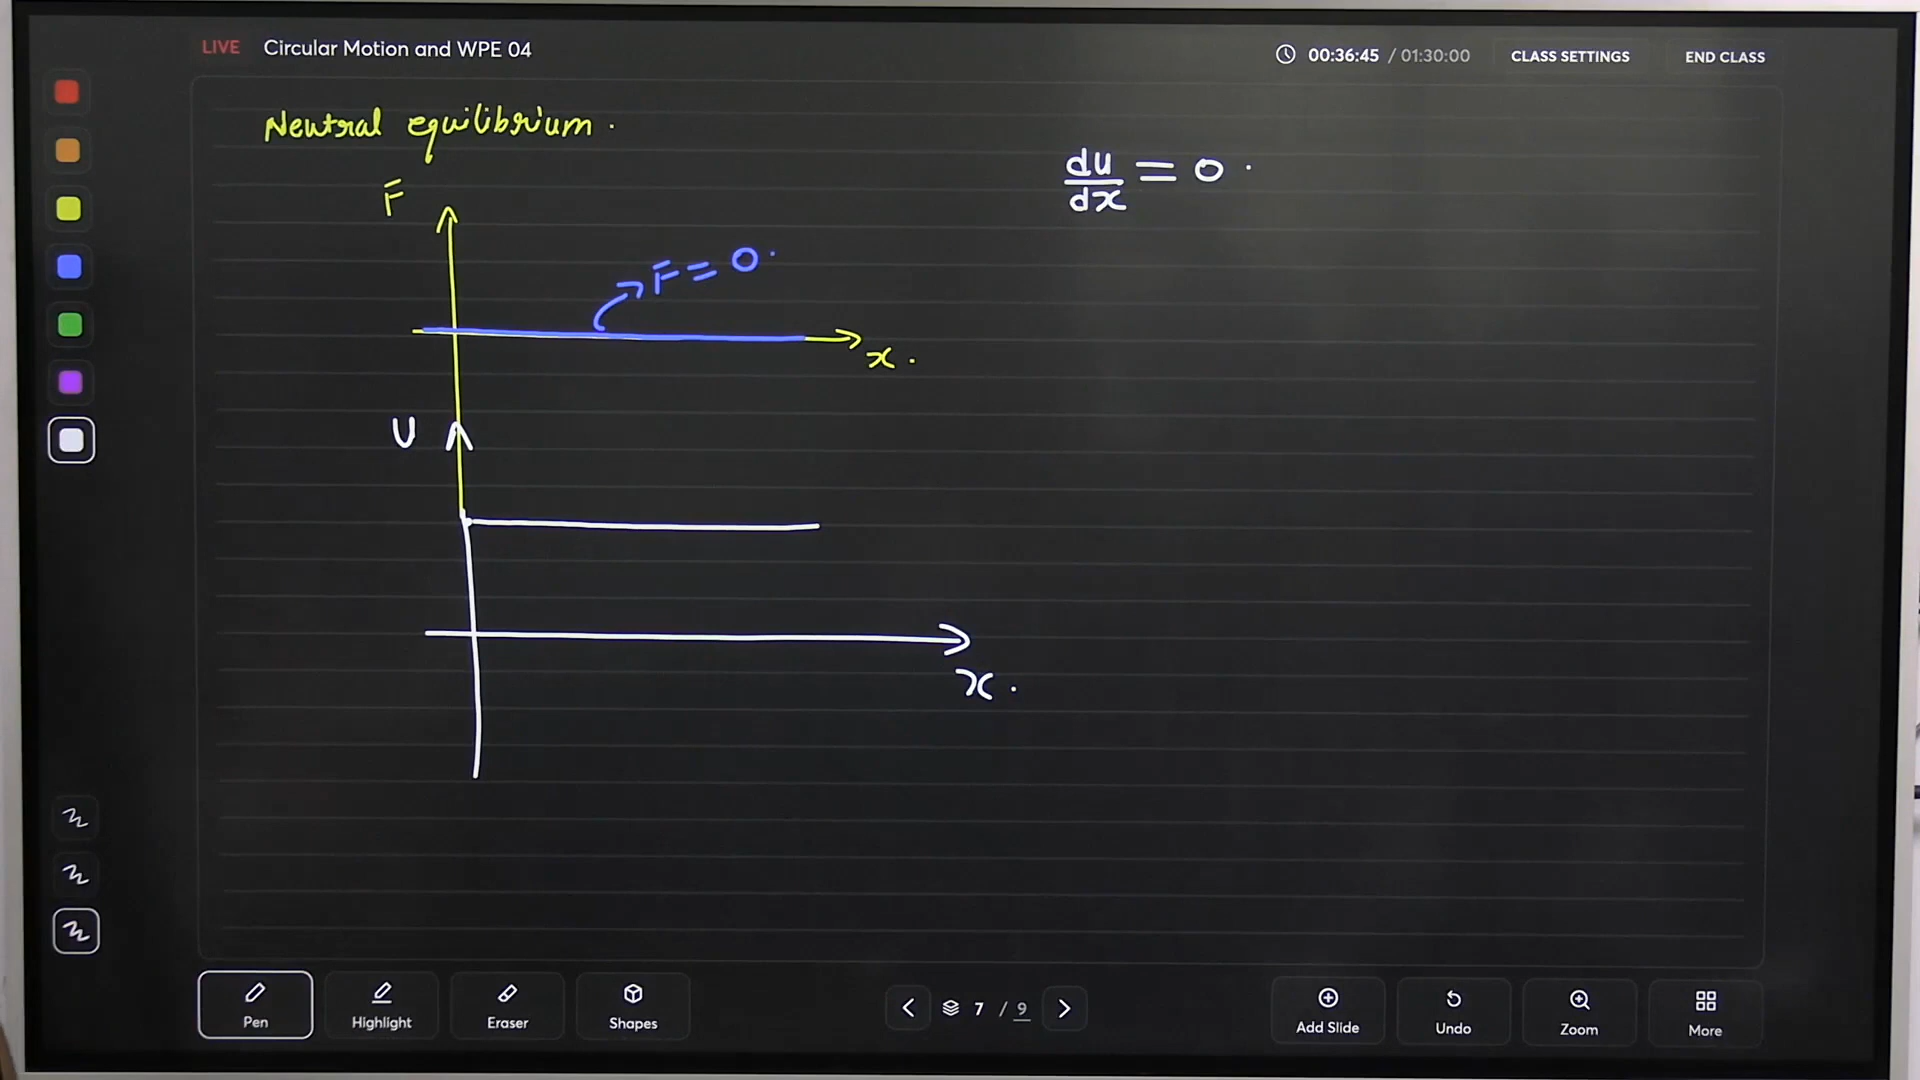 LIVE Circular Motion and WPE 04
00:36:45 / 01:30:00 CLASS SETTINGS END CLASS
Neutral equilibrium.
du/dx = 0.
F
F = 0.
x.
U
x.
Pen Highlight Eraser Shapes
7 / 9
Add Slide Undo Zoom More